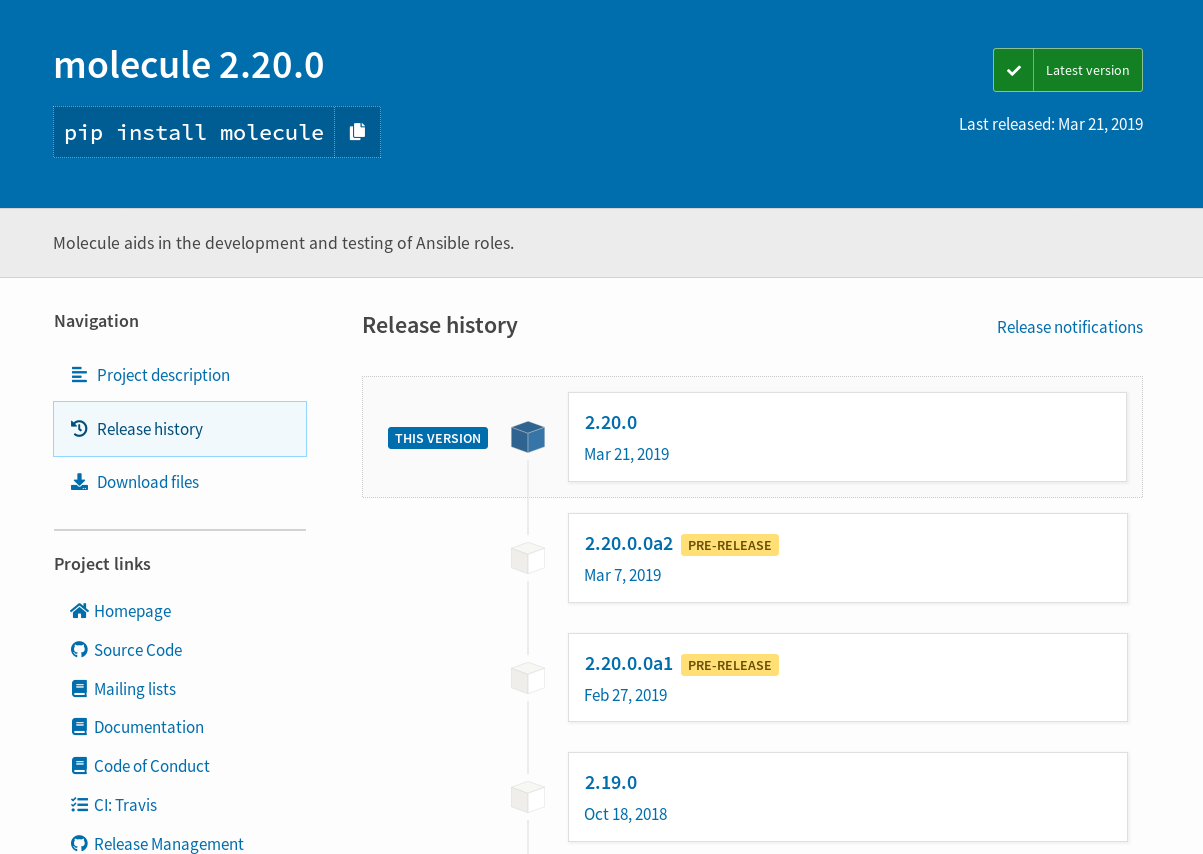 molecule 2.20.0
pip install molecule
Latest version
Last released: Mar 21, 2019
Molecule aids in the development and testing of Ansible roles.
Navigation
Project description
Release history
Download files
Project links
Homepage
Source Code
Mailing lists
Documentation
Code of Conduct
CI: Travis
Release Management
Release history
Release notifications
THIS VERSION
2.20.0
Mar 21, 2019
2.20.0.0a2 PRE-RELEASE
Mar 7, 2019
2.20.0.0a1 PRE-RELEASE
Feb 27, 2019
2.19.0
Oct 18, 2018